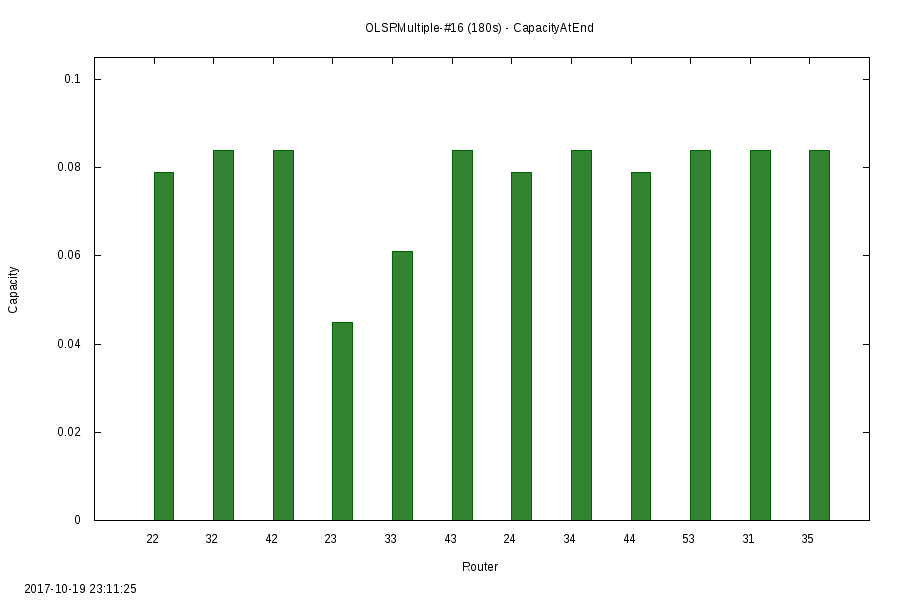 OLSRMultiple-#16 (180s) - CapacityAtEnd
0.1
0.08
0.06
0.04
0.02
0
Capacity
22 32 42 23 33 43 24 34 44 53 31 35
Router
2017-10-19 23:11:25